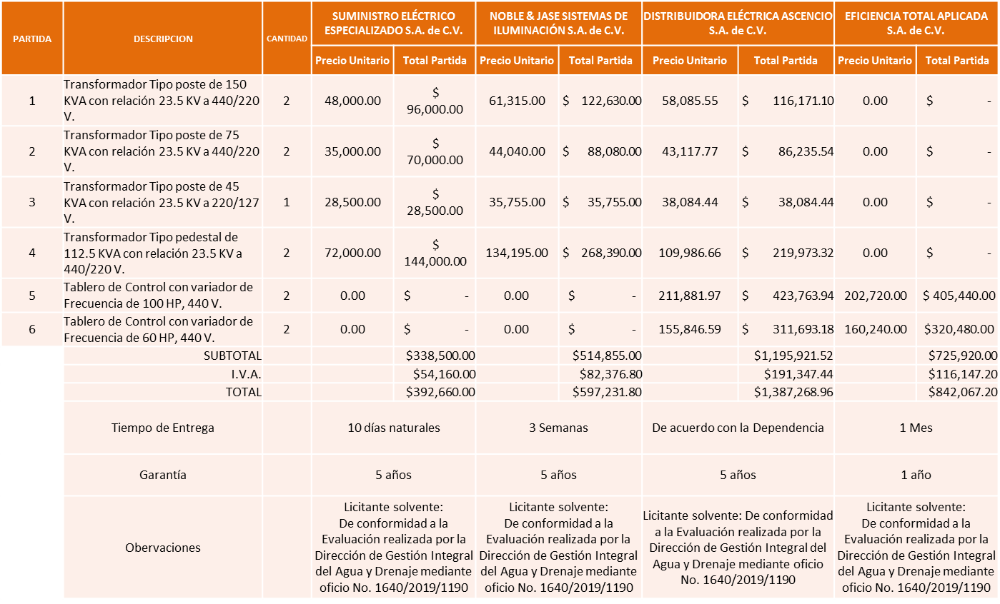 PARTIDA
DESCRIPCION
CANTIDAD
SUMINISTRO ELÉCTRICO
ESPECIALIZADO S.A. de C.V.
NOBLE & JASE SISTEMAS DE
ILUMINACIÓN S.A. de C.V.
DISTRIBUIDORA ELÉCTRICA ASCENCIO
S.A. de C.V.
EFICIENCIA TOTAL APLICADA
S.A. de C.V.
Precio Unitario Total Partida Precio Unitario Total Partida Precio Unitario Total Partida Precio Unitario Total Partida
1
Transformador Tipo poste de 150
KVA con relación 23.5 KV a 440/220
V.
2
48,000.00
$
96,000.00
61,315.00 $ 122,630.00 58,085.55 $ 116,171.10 0.00 $ -
2
Transformador Tipo poste de 75
KVA con relación 23.5 KV a 440/220
V.
2
35,000.00
$
70,000.00
44,040.00 $ 88,080.00 43,117.77 $ 86,235.54 0.00 $ -
3
Transformador Tipo poste de 45
KVA con relación 23.5 KV a 220/127
V.
1
28,500.00
$
28,500.00
35,755.00 $ 35,755.00 38,084.44 $ 38,084.44 0.00 $ -
4
Transformador Tipo pedestal de
112.5 KVA con relación 23.5 KV a
440/220 V.
2
72,000.00
$
144,000.00
134,195.00 $ 268,390.00 109,986.66 $ 219,973.32 0.00 $ -
5
Tablero de Control con variador de
Frecuencia de 100 HP, 440 V.
2
0.00 $ - 0.00 $ - 211,881.97 $ 423,763.94 202,720.00 $ 405,440.00
6
Tablero de Control con variador de
Frecuencia de 60 HP, 440 V.
2
0.00 $ - 0.00 $ - 155,846.59 $ 311,693.18 160,240.00 $320,480.00
SUBTOTAL $338,500.00 $514,855.00 $1,195,921.52 $725,920.00
I.V.A. $54,160.00 $82,376.80 $191,347.44 $116,147.20
TOTAL $392,660.00 $597,231.80 $1,387,268.96 $842,067.20
Tiempo de Entrega 10 días naturales 3 Semanas De acuerdo con la Dependencia 1 Mes
Garantía 5 años 5 años 5 años 1 año
Obervaciones
Licitante solvente:
De conformidad a la
Evaluación realizada por la
Dirección de Gestión Integral
del Agua y Drenaje mediante
oficio No. 1640/2019/1190
Licitante solvente:
De conformidad a la
Evaluación realizada por la
Dirección de Gestión Integral
del Agua y Drenaje mediante
oficio No. 1640/2019/1190
Licitante solvente: De conformidad
a la Evaluación realizada por la
Dirección de Gestión Integral del
Agua y Drenaje mediante oficio
No. 1640/2019/1190
Licitante solvente:
De conformidad a la
Evaluación realizada por la
Dirección de Gestión Integral
del Agua y Drenaje mediante
oficio No. 1640/2019/1190